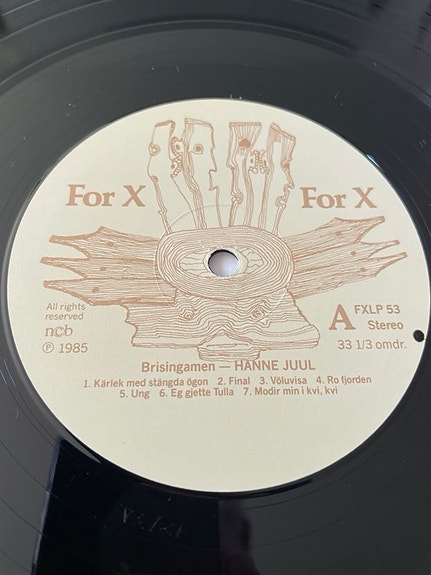 For X For X
All rights
reserved
ncb
Ⓟ 1985
A FXLP 53
Stereo
33 1/3 omdr.
Brisingamen — HANNE JUUL
1. Kärlek med stängda ögon 2. Final 3. Völuvisa 4. Ro fjorden
5. Ung 6. Eg gjette Tulla 7. Modir min i kvi, kvi